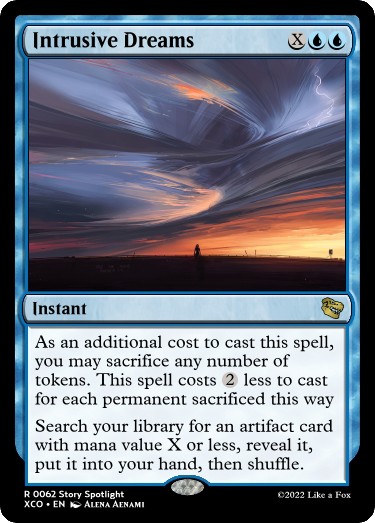 Intrusive Dreams X
Instant
As an additional cost to cast this spell,
you may sacrifice any number of
tokens. This spell costs 2 less to cast
for each permanent sacrificed this way
Search your library for an artifact card
with mana value X or less, reveal it,
put it into your hand, then shuffle.
R 0062 Story Spotlight
XCO • EN Alena Aenami
©2022 Like a Fox